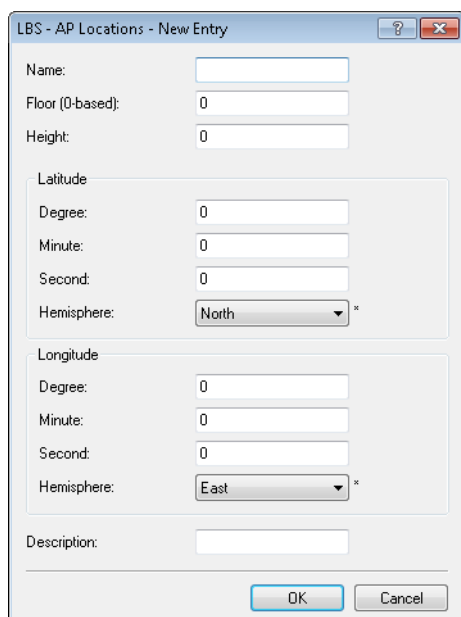 LBS - AP Locations - New Entry
Name:
Floor (0-based): 0
Height: 0
Latitude
Degree: 0
Minute: 0
Second: 0
Hemisphere: North *
Longitude
Degree: 0
Minute: 0
Second: 0
Hemisphere: East *
Description:
OK Cancel